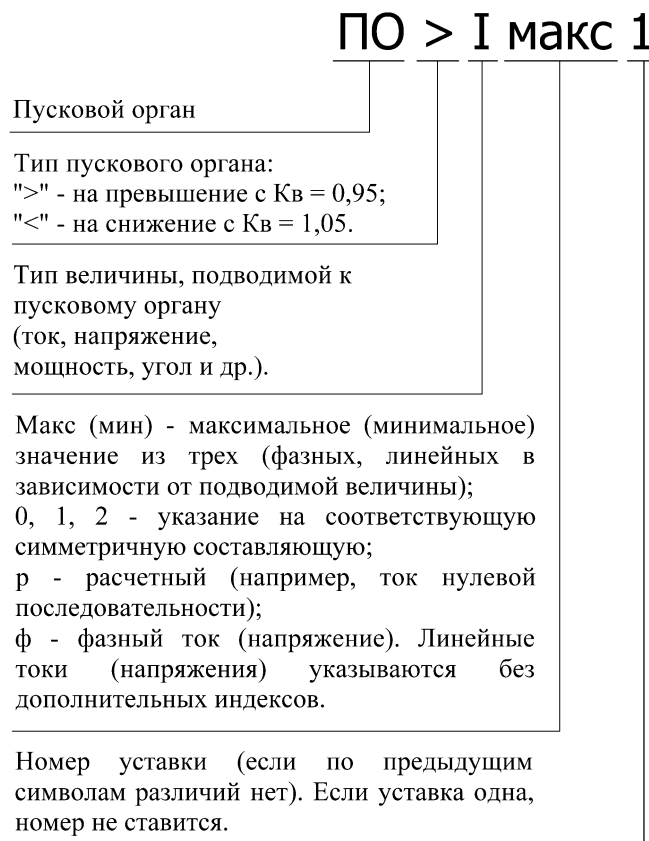 ПО > I макс 1
Пусковой орган
Тип пускового органа:
">" - на превышение с Кв = 0,95;
"<" - на снижение с Кв = 1,05.
Тип величины, подводимой к
пусковому органу
(ток, напряжение,
мощность, угол и др.).
Макс (мин) - максимальное (минимальное)
значение из трех (фазных, линейных в
зависимости от подводимой величины);
0, 1, 2 - указание на соответствующую
симметричную составляющую;
р - расчетный (например, ток нулевой
последовательности);
ф - фазный ток (напряжение). Линейные
токи (напряжения) указываются без
дополнительных индексов.
Номер уставки (если по предыдущим
символам различий нет). Если уставка одна,
номер не ставится.